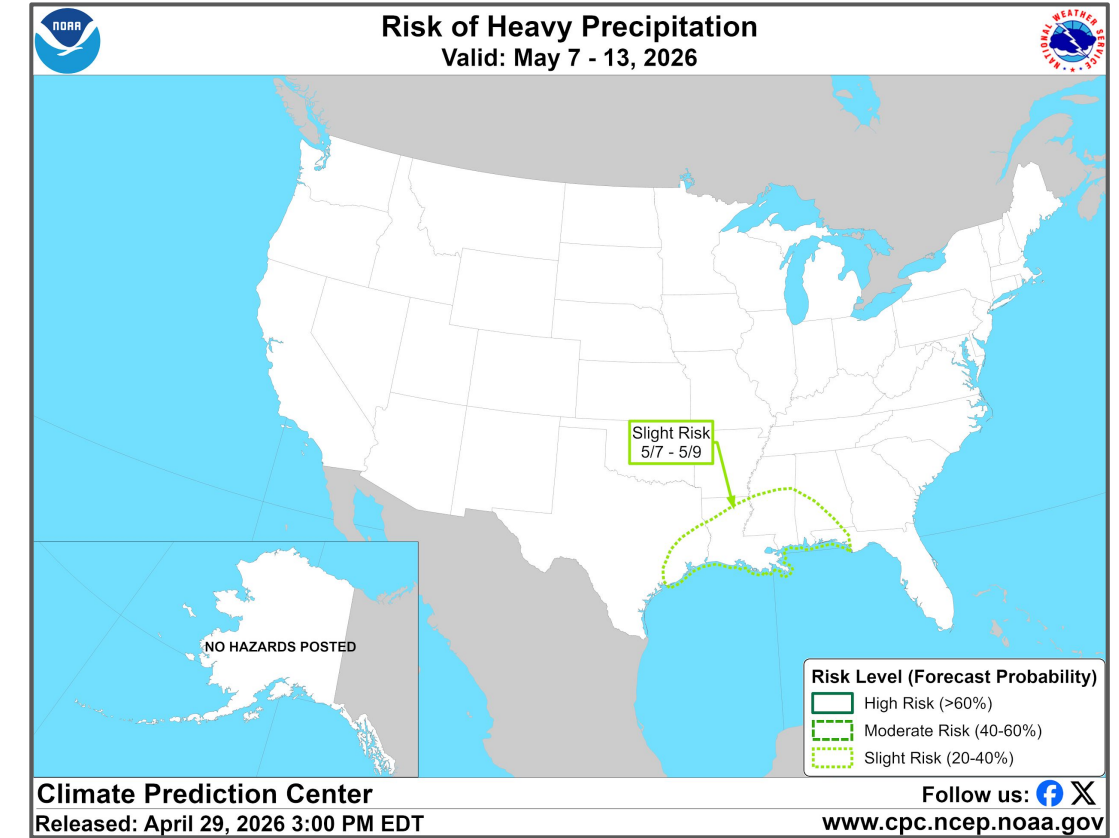 NOAA
Risk of Heavy Precipitation
Valid: May 7 - 13, 2026
NATIONAL WEATHER SERVICE
Slight Risk
5/7 - 5/9
NO HAZARDS POSTED
Risk Level (Forecast Probability)
High Risk (>60%)
Moderate Risk (40-60%)
Slight Risk (20-40%)
Climate Prediction Center
Follow us:
Released: April 29, 2026 3:00 PM EDT
www.cpc.ncep.noaa.gov